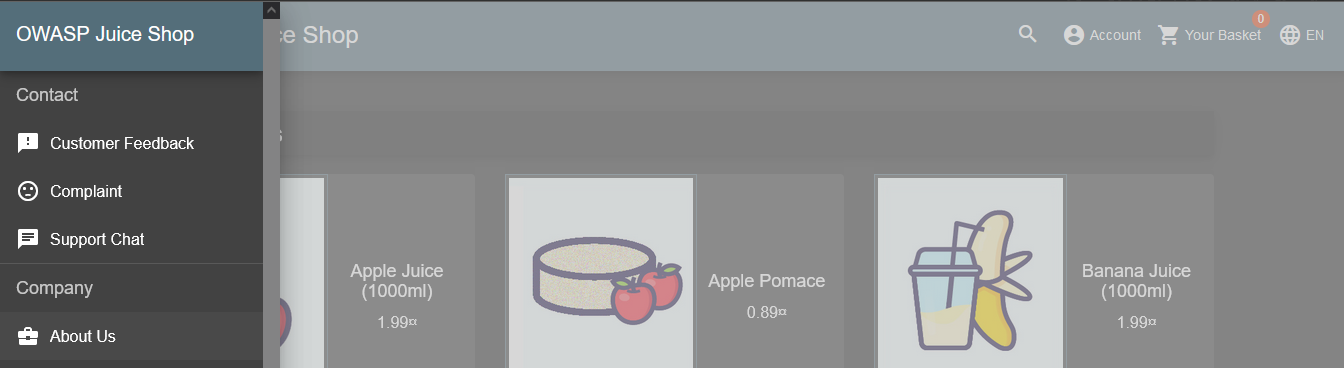 OWASP Juice Shop
ce Shop
Account
Your Basket
0
EN
Contact
Customer Feedback
Complaint
Support Chat
Company
About Us
s
Apple Juice
(1000ml)
1.99¤
Apple Pomace
0.89¤
Banana Juice
(1000ml)
1.99¤